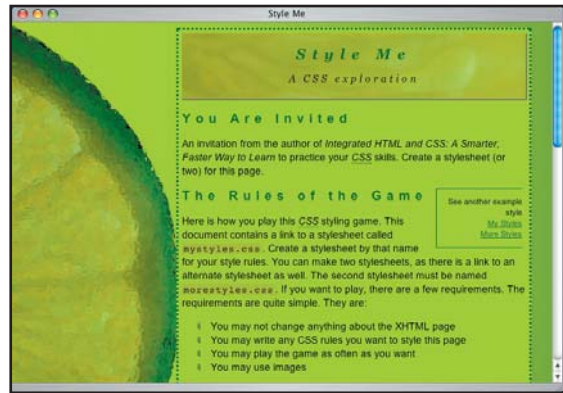 Style Me
Style Me
A CSS exploration
You Are Invited
An invitation from the author of Integrated HTML and CSS: A Smarter,
Faster Way to Learn to practice your CSS skills. Create a stylesheet (or
two) for this page.
The Rules of the Game
See another example
style
My Styles
More Styles
Here is how you play this CSS styling game. This
document contains a link to a stylesheet called
mystyles.css. Create a stylesheet by that name
for your style rules. You can make two stylesheets, as there is a link to an
alternate stylesheet as well. The second stylesheet must be named
morestyles.css. If you want to play, there are a few requirements. The
requirements are quite simple. They are:
You may not change anything about the XHTML page
You may write any CSS rules you want to style this page
You may play the game as often as you want
You may use images